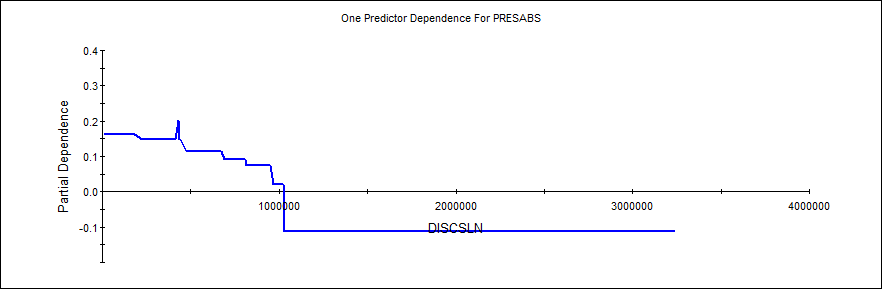 One Predictor Dependence For PRESABS
0.4
0.3
0.2
0.1
0.0
-0.1
Partial Dependence
1000000 2000000 3000000 4000000
DISCSLN